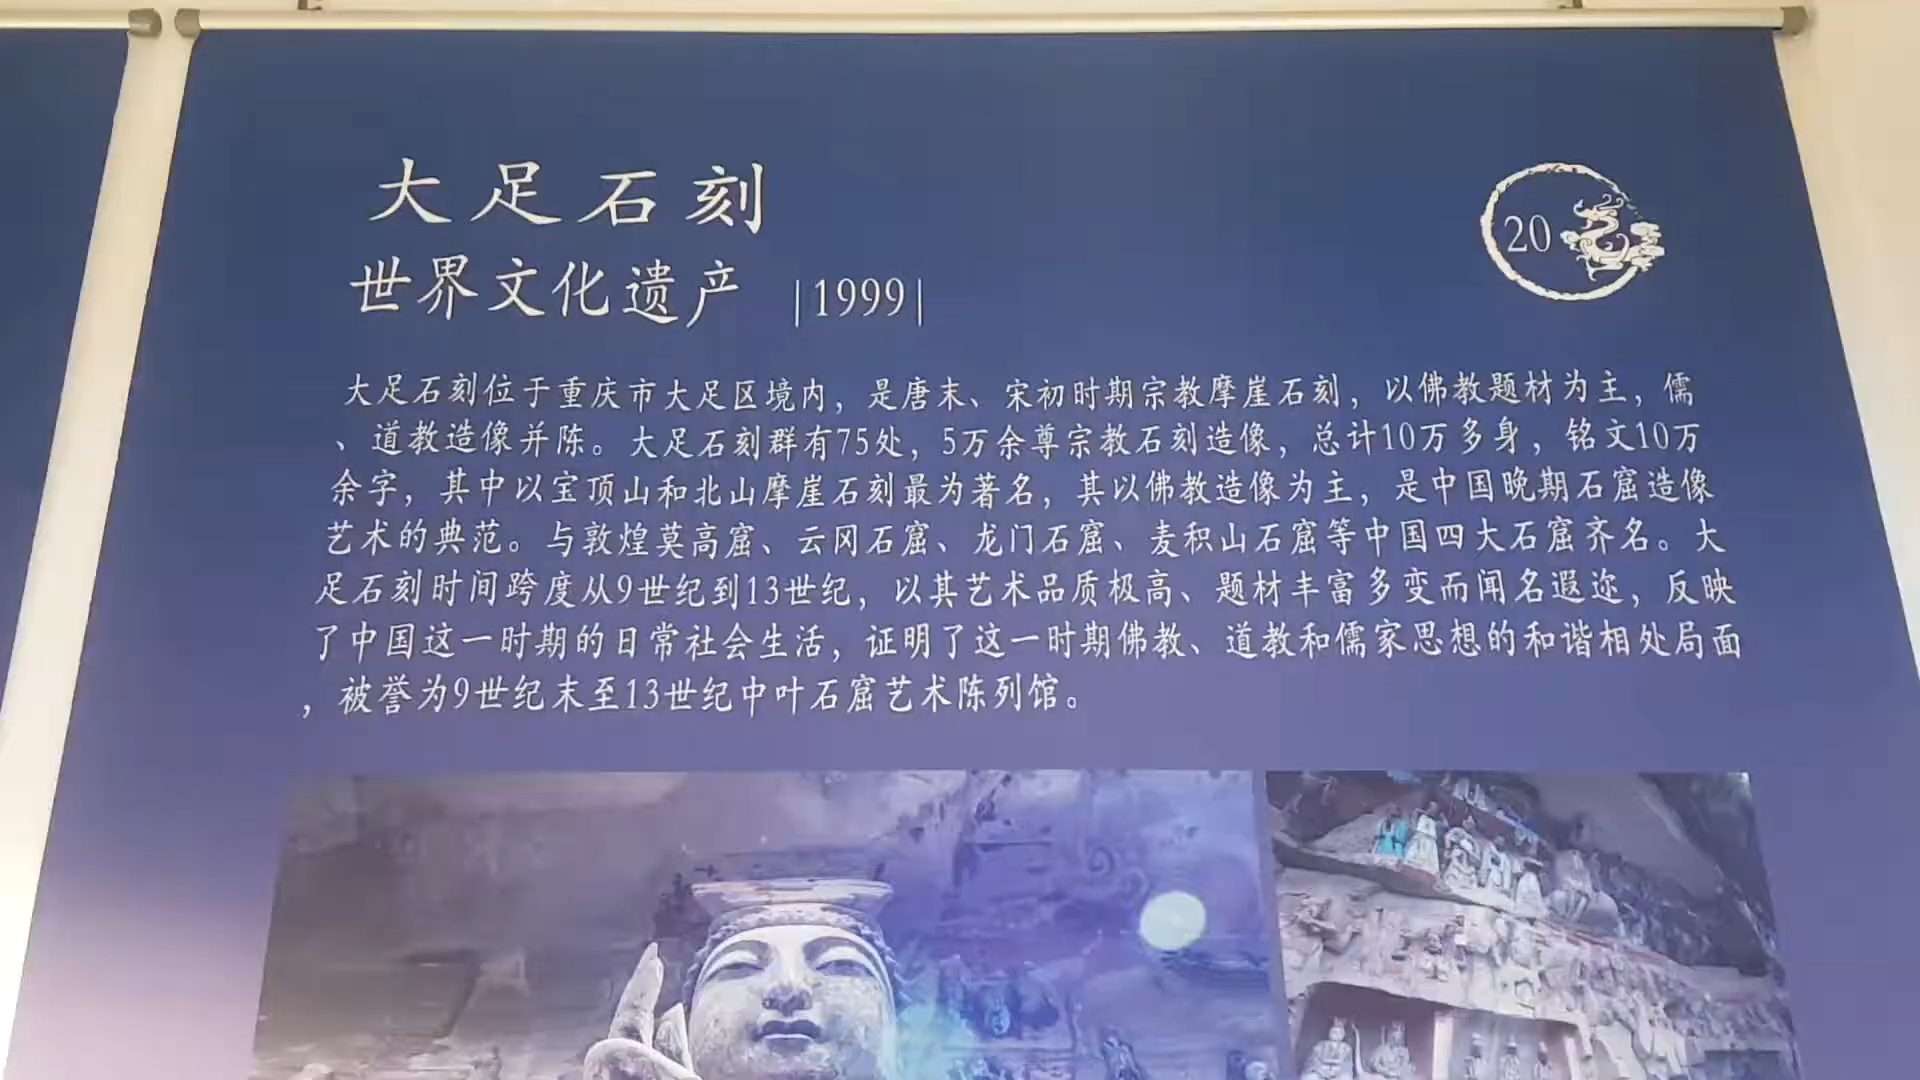 大足石刻
世界文化遗产 |1999|
20
大足石刻位于重庆市大足区境内，是唐末、宋初时期宗教摩崖石刻，以佛教题材为主，儒
、道教造像并陈。大足石刻群有75处，5万余尊宗教石刻造像，总计10万多身，铭文10万
余字，其中以宝顶山和北山摩崖石刻最为著名，其以佛教造像为主，是中国晚期石窟造像
艺术的典范。与敦煌莫高窟、云冈石窟、龙门石窟、麦积山石窟等中国四大石窟齐名。大
足石刻时间跨度从9世纪到13世纪，以其艺术品质极高、题材丰富多变而闻名遐迩，反映
了中国这一时期的日常社会生活，证明了这一时期佛教、道教和儒家思想的和谐相处局面
，被誉为9世纪末至13世纪中叶石窟艺术陈列馆。